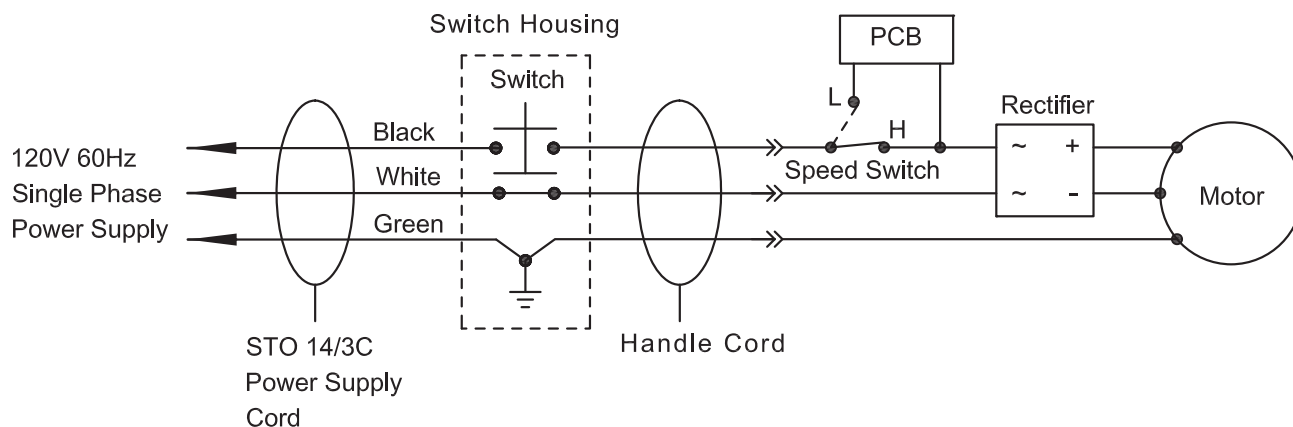 Switch Housing
PCB
Switch
L
H
Rectifier
Black
120V 60Hz
Single Phase
Power Supply
White
Green
Speed Switch
~ +
~ -
Motor
STO 14/3C
Power Supply
Cord
Handle Cord